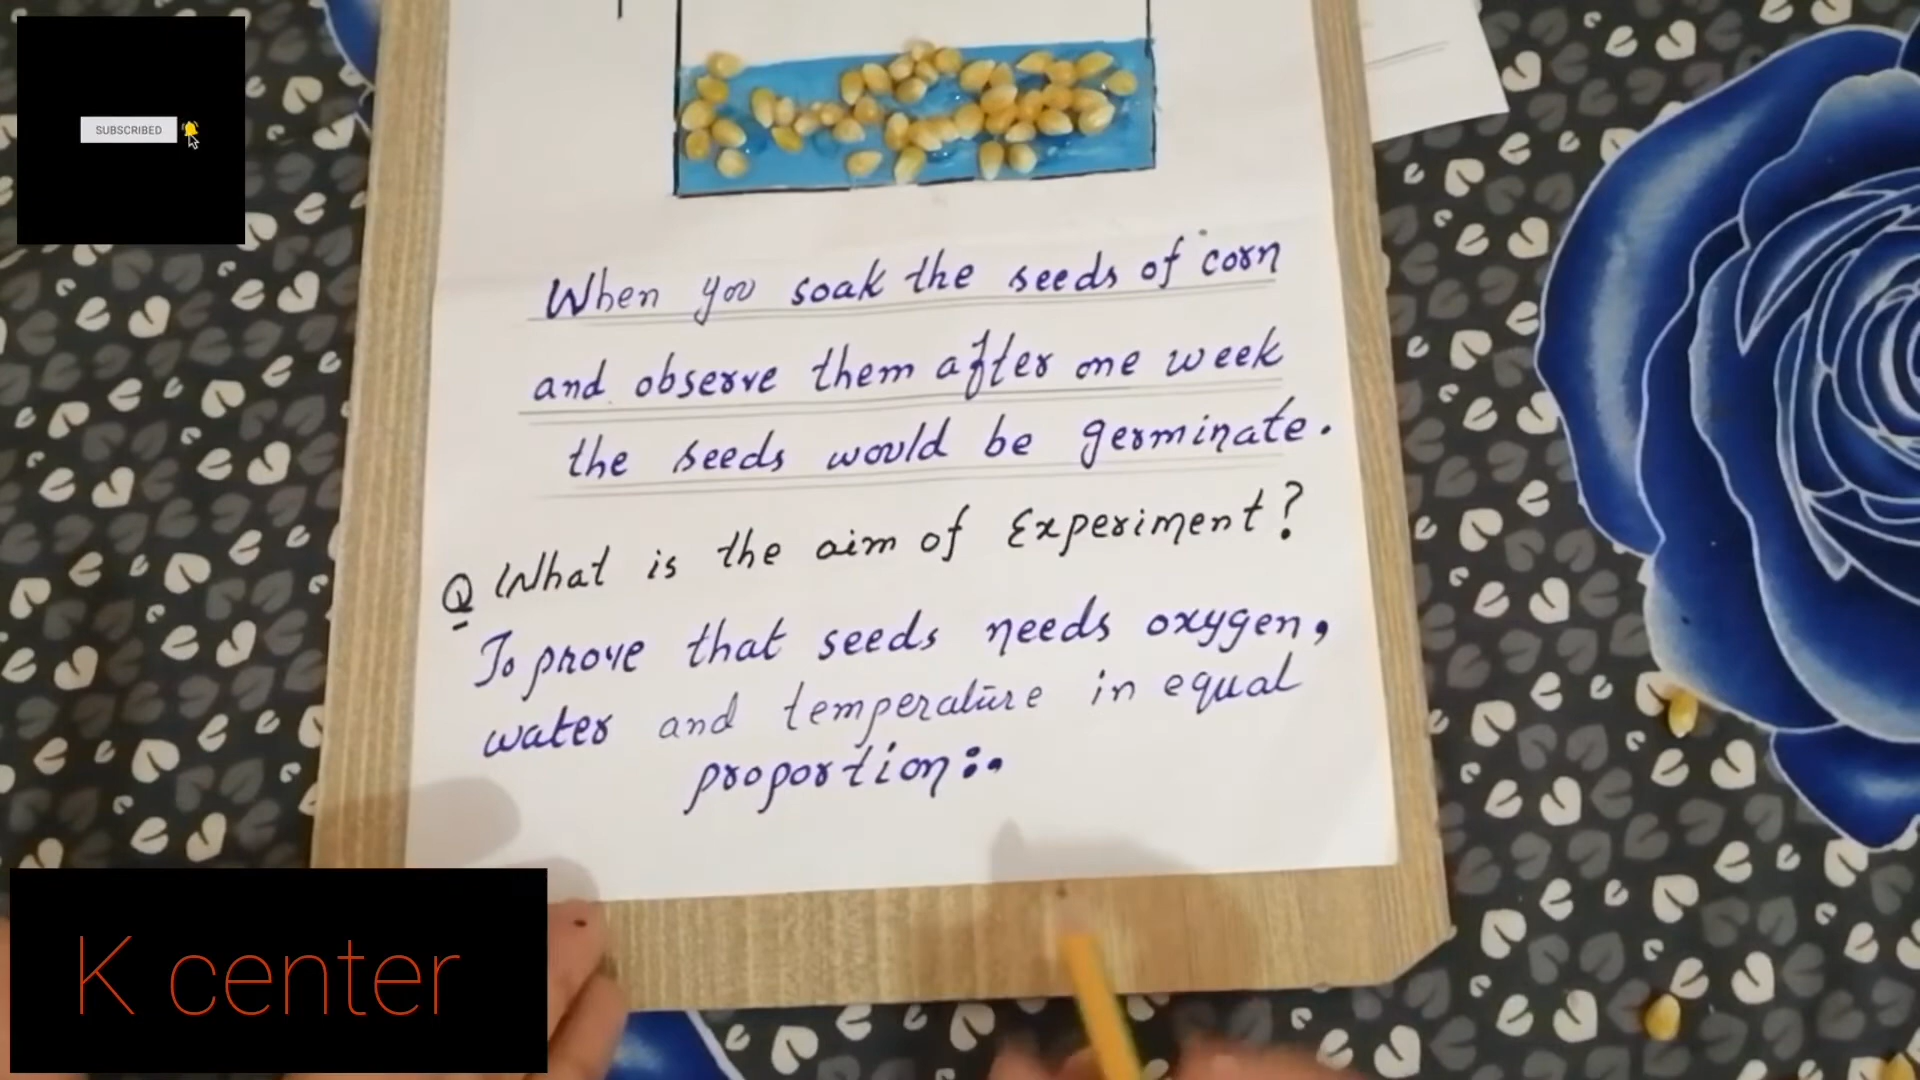 SUBSCRIBED
When you soak the seeds of corn
and observe them after one week
the seeds would be germinate.
Q What is the aim of Experiment?
To prove that seeds needs oxygen,
water and temperature in equal
proportion:.
K center